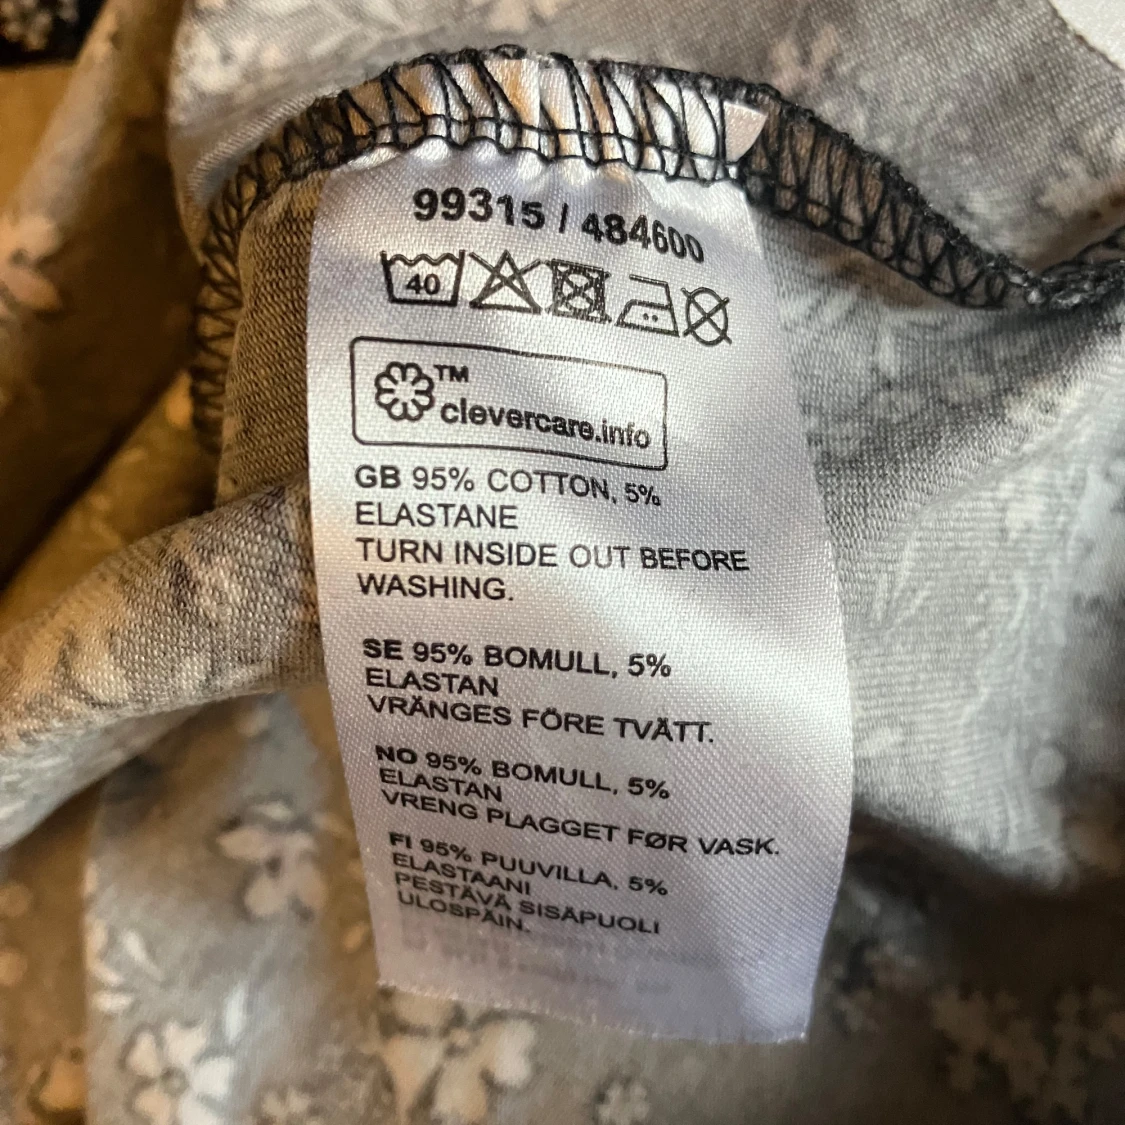 99315 / 484600
40
TM
clevercare.info
GB 95% COTTON, 5%
ELASTANE
TURN INSIDE OUT BEFORE
WASHING.
SE 95% BOMULL, 5%
ELASTAN
VRÄNGES FÖRE TVÄTT.
NO 95% BOMULL, 5%
ELASTAN
VRENG PLAGGET FØR VASK.
FI 95% PUUVILLA, 5%
ELASTAANI
PESTÄVÄ SISÄPUOLI
ULOSPÄIN.